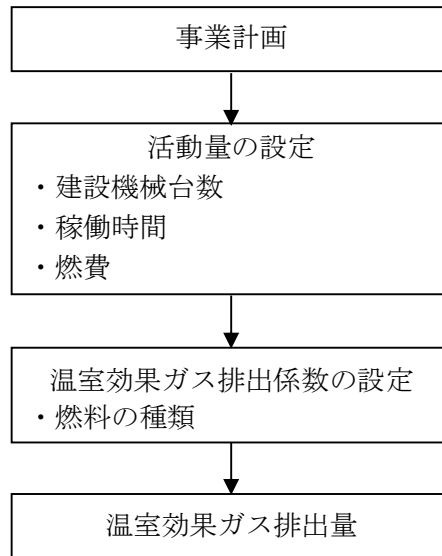 事業計画
活動量の設定
・建設機械台数
・稼働時間
・燃費
温室効果ガス排出係数の設定
・燃料の種類
温室効果ガス排出量